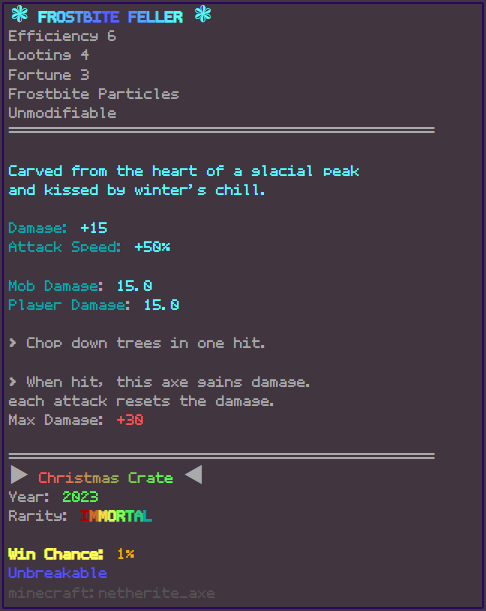 ❃ FROSTBITE FELLER ❃
Efficiency 6
Looting 4
Fortune 3
Frostbite Particles
Unmodifiable
Carved from the heart of a glacial peak
and kissed by winter's chill.
Damage: +15
Attack Speed: +50%
Mob Damage: 15.0
Player Damage: 15.0
> Chop down trees in one hit.
> When hit, this axe gains damage.
each attack resets the damage.
Max Damage: +30
▶ Christmas Crate ◀
Year: 2023
Rarity: IMMORTAL
Win Chance: 1%
Unbreakable
minecraft:netherite_axe